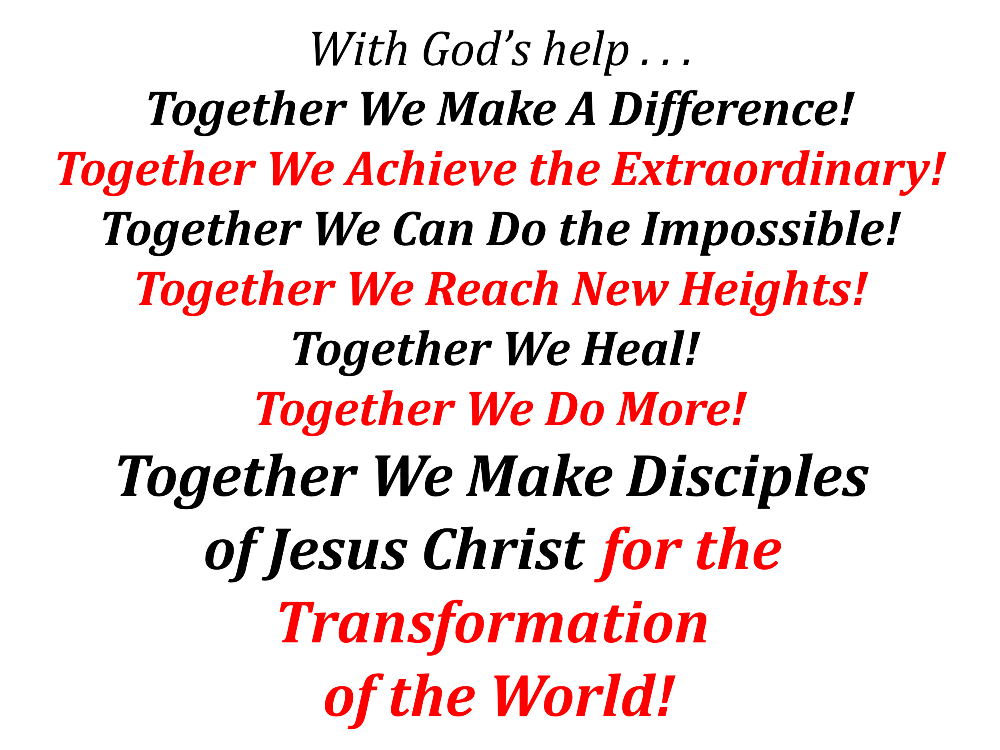 With God’s help . . .
Together We Make A Difference!
Together We Achieve the Extraordinary!
Together We Can Do the Impossible!
Together We Reach New Heights!
Together We Heal!
Together We Do More!
Together We Make Disciples
of Jesus Christ for the
Transformation
of the World!